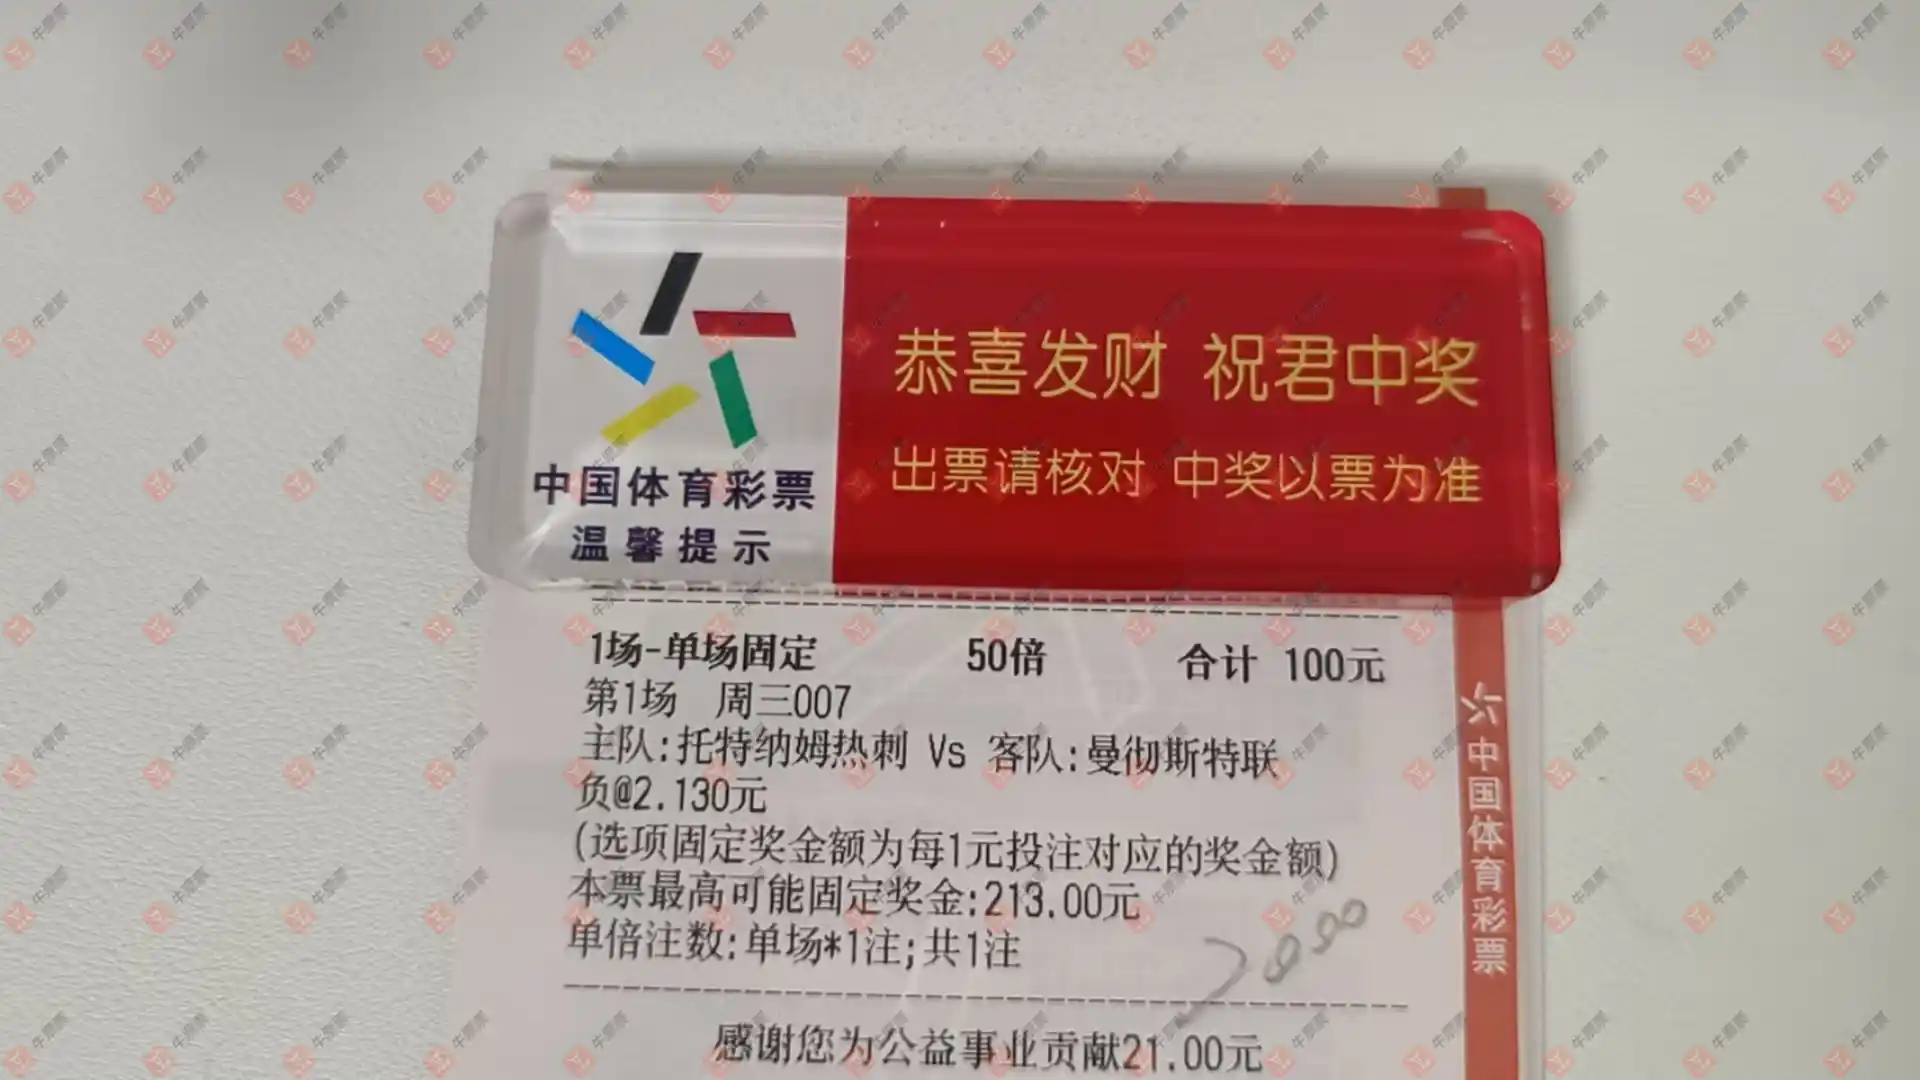 恭喜发财 祝君中奖
出票请核对 中奖以票为准
中国体育彩票
温馨提示
1场-单场固定 50倍 合计 100元
第1场 周三007
主队:托特纳姆热刺 Vs 客队:曼彻斯特联
负@2.130元
(选项固定奖金额为每1元投注对应的奖金额)
本票最高可能固定奖金:213.00元
单倍注数:单场*1注;共1注
感谢您为公益事业贡献21.00元
中国体育彩票